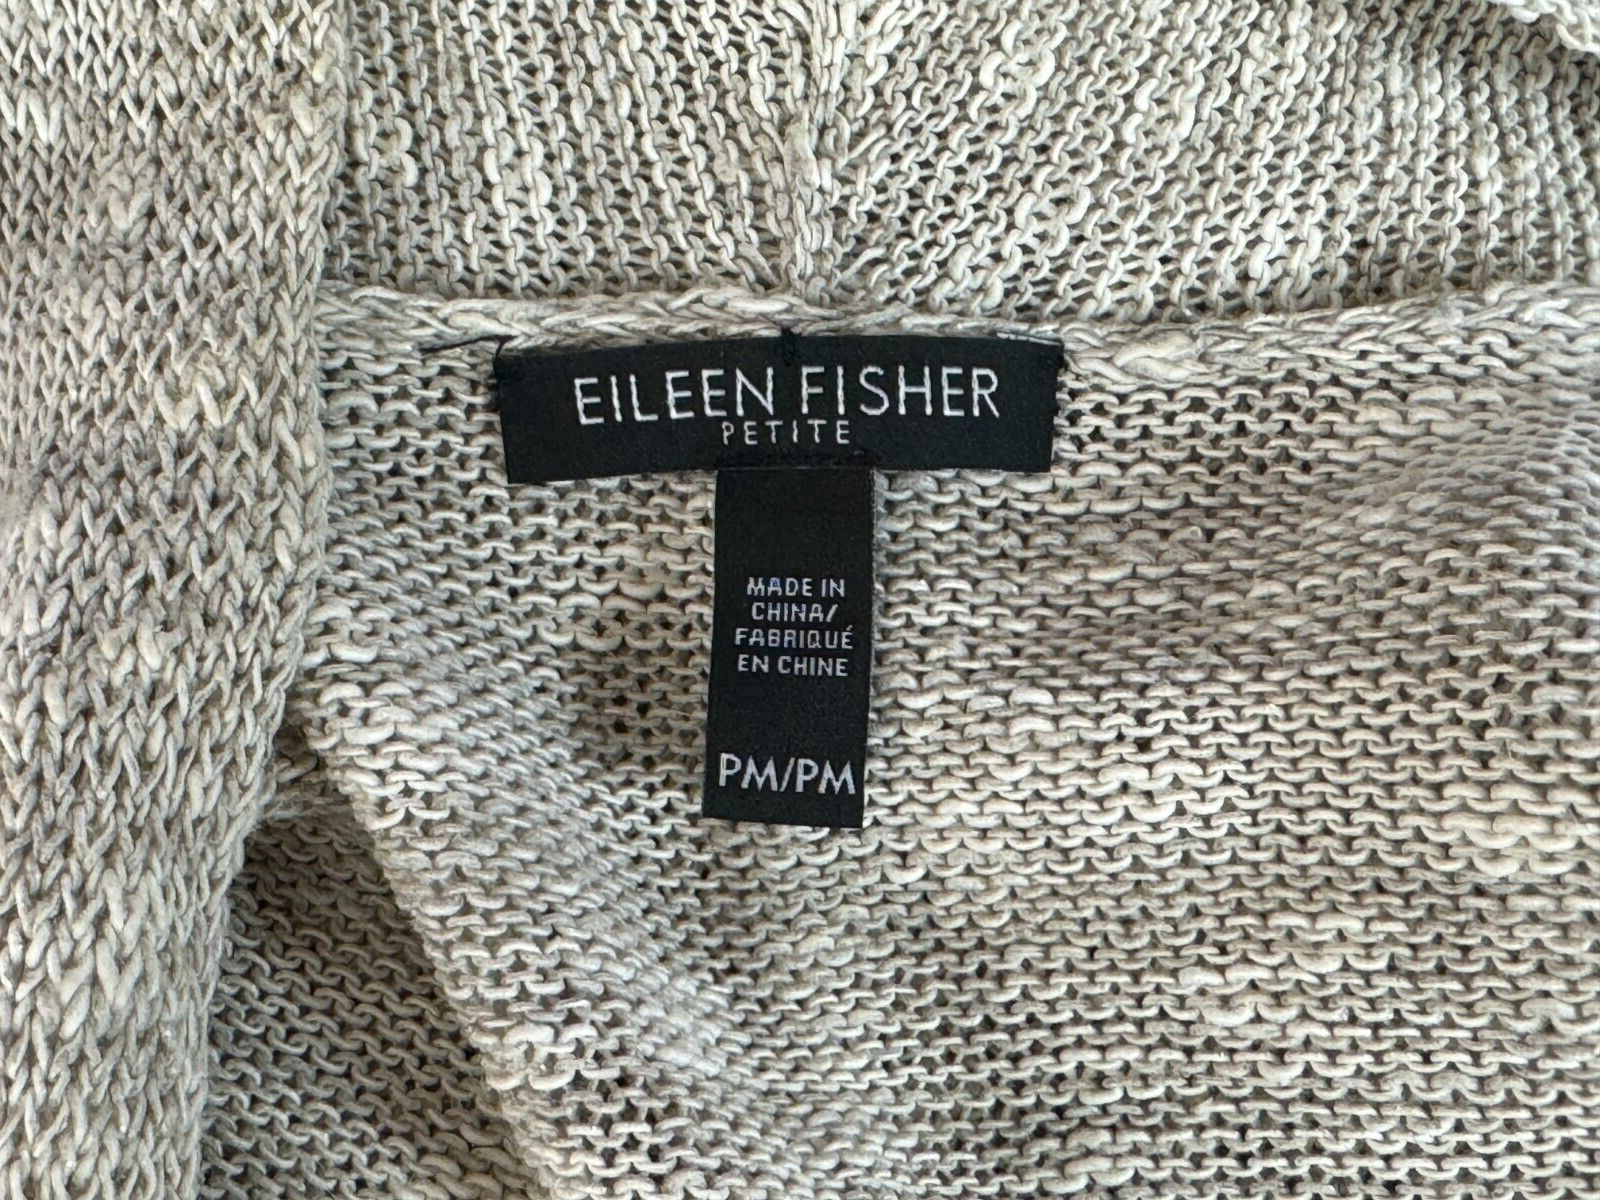 EILEEN FISHER
PETITE
MADE IN
CHINA/
FABRIQUÉ
EN CHINE
PM/PM